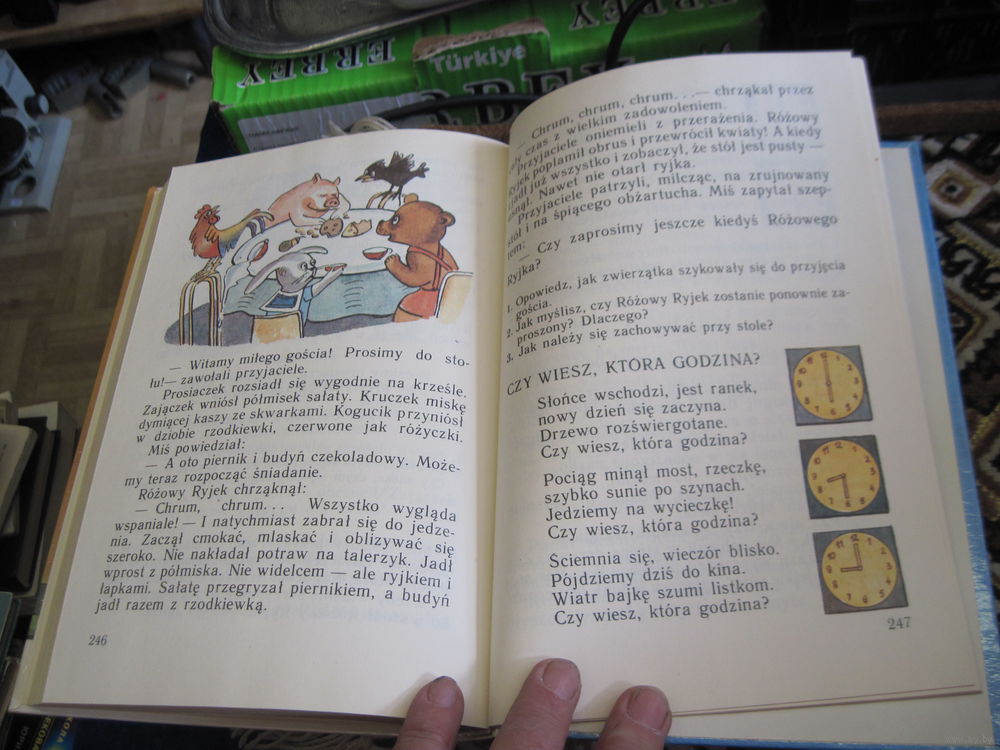 Türkiye
ERBEY
— Witamy miłego gościa! Prosimy do sto-
łu!— zawołali przyjaciele.
Prosiaczek rozsiadł się wygodnie na krześle.
Zajączek wniósł półmisek sałaty. Kruczek miskę
dymiącej kaszy ze skwarkami. Kogucik przyniósł
w dziobie rzodkiewki, czerwone jak różyczki.
Miś powiedział:
— A oto piernik i budyń czekoladowy. Może-
my teraz rozpocząć śniadanie.
Różowy Ryjek chrząknął:
— Chrum, chrum... Wszystko wygląda
wspaniale! — I natychmiast zabrał się do jedze-
nia. Zaczął cmokać, mlaskać i oblizywać się
szeroko. Nie nakładał potraw na talerzyk. Jadł
wprost z półmiska. Nie widelcem — ale ryjkiem i
łapkami. Sałatę przegryzał piernikiem, a budyń
jadł razem z rzodkiewką.
246
— Chrum, chrum, chrum...— chrząkał przez
czas z wielkim zadowoleniem.
Przyjaciele oniemieli z przerażenia. Różowy
Ryjek poplamił obrus i przewrócił kwiaty! A kiedy
zjadł już wszystko i zobaczył, że stół jest pusty —
Nawet nie otarł ryjka.
Przyjaciele patrzyli, milcząc, na zrujnowany
stół i na śpiącego obżartucha. Miś zapytał szep-
tem:
— Czy zaprosimy jeszcze kiedyś Różowego
Ryjka?
1. Opowiedz, jak zwierzątka szykowały się do przyjęcia
gościa.
2. Jak myślisz, czy Różowy Ryjek zostanie ponownie za-
proszony? Dlaczego?
3. Jak należy się zachowywać przy stole?
CZY WIESZ, KTÓRA GODZINA?
Słońce wschodzi, jest ranek,
nowy dzień się zaczyna.
Drzewo rozświergotane.
Czy wiesz, która godzina?
Pociąg minął most, rzeczkę,
szybko sunie po szynach.
Jedziemy na wycieczkę!
Czy wiesz, która godzina?
Ściemnia się, wieczór blisko.
Pójdziemy dziś do kina.
Wiatr bajkę szumi listkom.
Czy wiesz, która godzina?
247